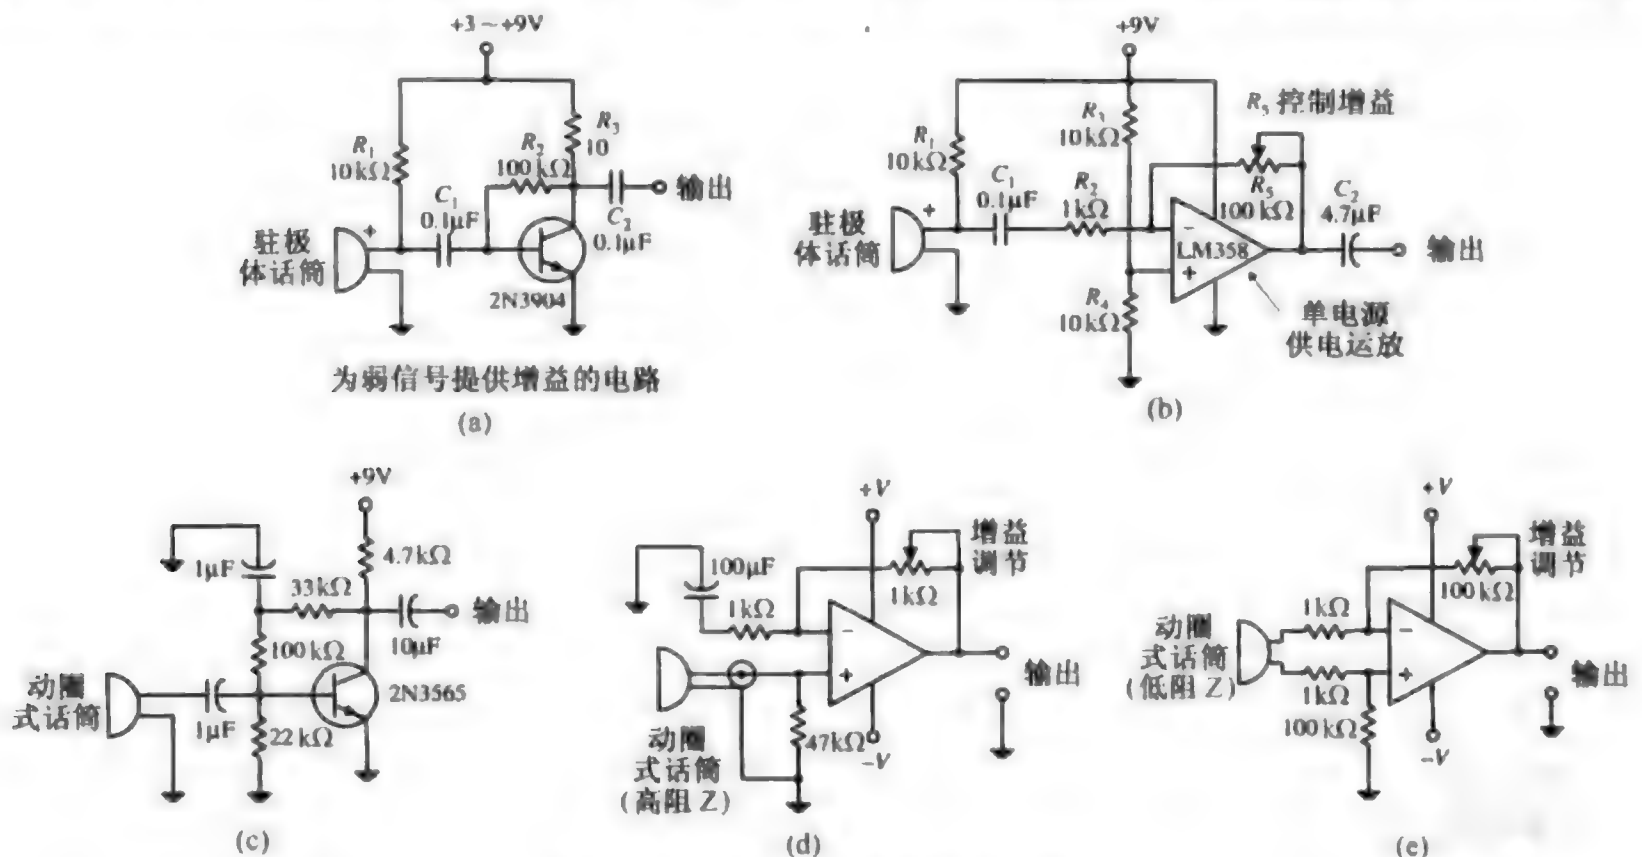 +3~+9V
R₁
10kΩ
R₂
100kΩ
R₃
10
C₁
0.1μF
C₂
0.1μF
输出
+
驻极
体话筒
2N3904
为弱信号提供增益的电路
(a)
+9V
R₁
10kΩ
R₃
10kΩ
R₅ 控制增益
C₁
0.1μF
R₂
1kΩ
R₅
100kΩ
C₂
4.7μF
+
驻极
体话筒
-
LM358
+
输出
R₄
10kΩ
单电源
供电运放
(b)
+9V
1μF
4.7kΩ
33kΩ
输出
10μF
100kΩ
动圈
式话筒
1μF
22kΩ
2N3565
(c)
+V
增益
调节
100μF
1kΩ
1kΩ
-
+
输出
47kΩ
-V
动圈
式话筒
(高阻 Z)
(d)
+V
增益
调节
100kΩ
1kΩ
动圈
式话筒
(低阻 Z)
-
+
1kΩ
100kΩ
输出
-V
(e)